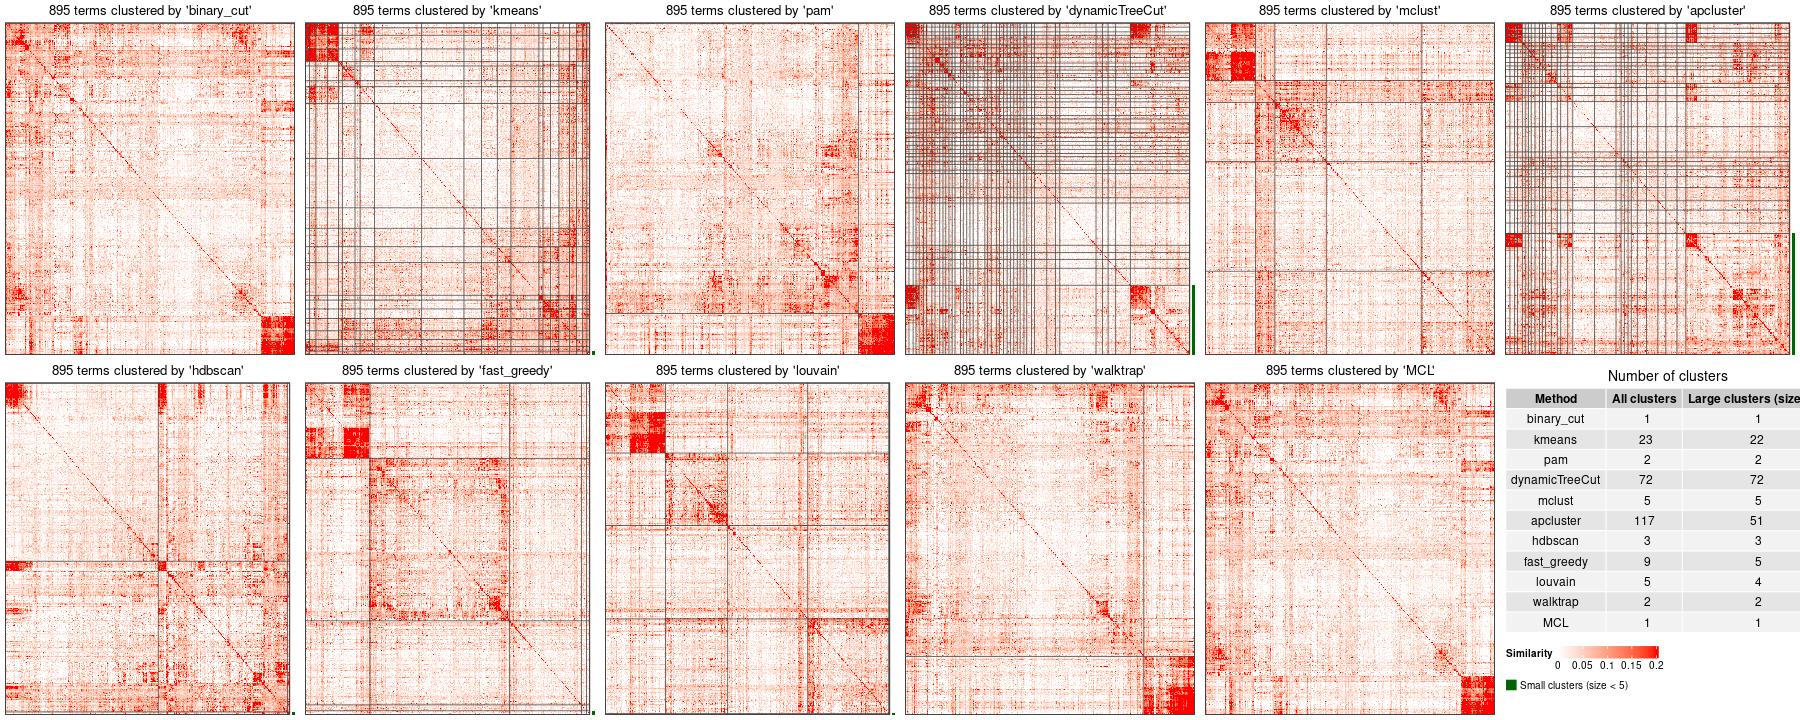 895 terms clustered by 'binary_cut'
895 terms clustered by 'kmeans'
895 terms clustered by 'pam'
895 terms clustered by 'dynamicTreeCut'
895 terms clustered by 'mclust'
895 terms clustered by 'apcluster'
895 terms clustered by 'hdbscan'
895 terms clustered by 'fast_greedy'
895 terms clustered by 'louvain'
895 terms clustered by 'walktrap'
895 terms clustered by 'MCL'
Number of clusters
Method All clusters Large clusters (size
binary_cut 1 1
kmeans 23 22
pam 2 2
dynamicTreeCut 72 72
mclust 5 5
apcluster 117 51
hdbscan 3 3
fast_greedy 9 5
louvain 5 4
walktrap 2 2
MCL 1 1
Similarity
0 0.05 0.1 0.15 0.2
Small clusters (size < 5)